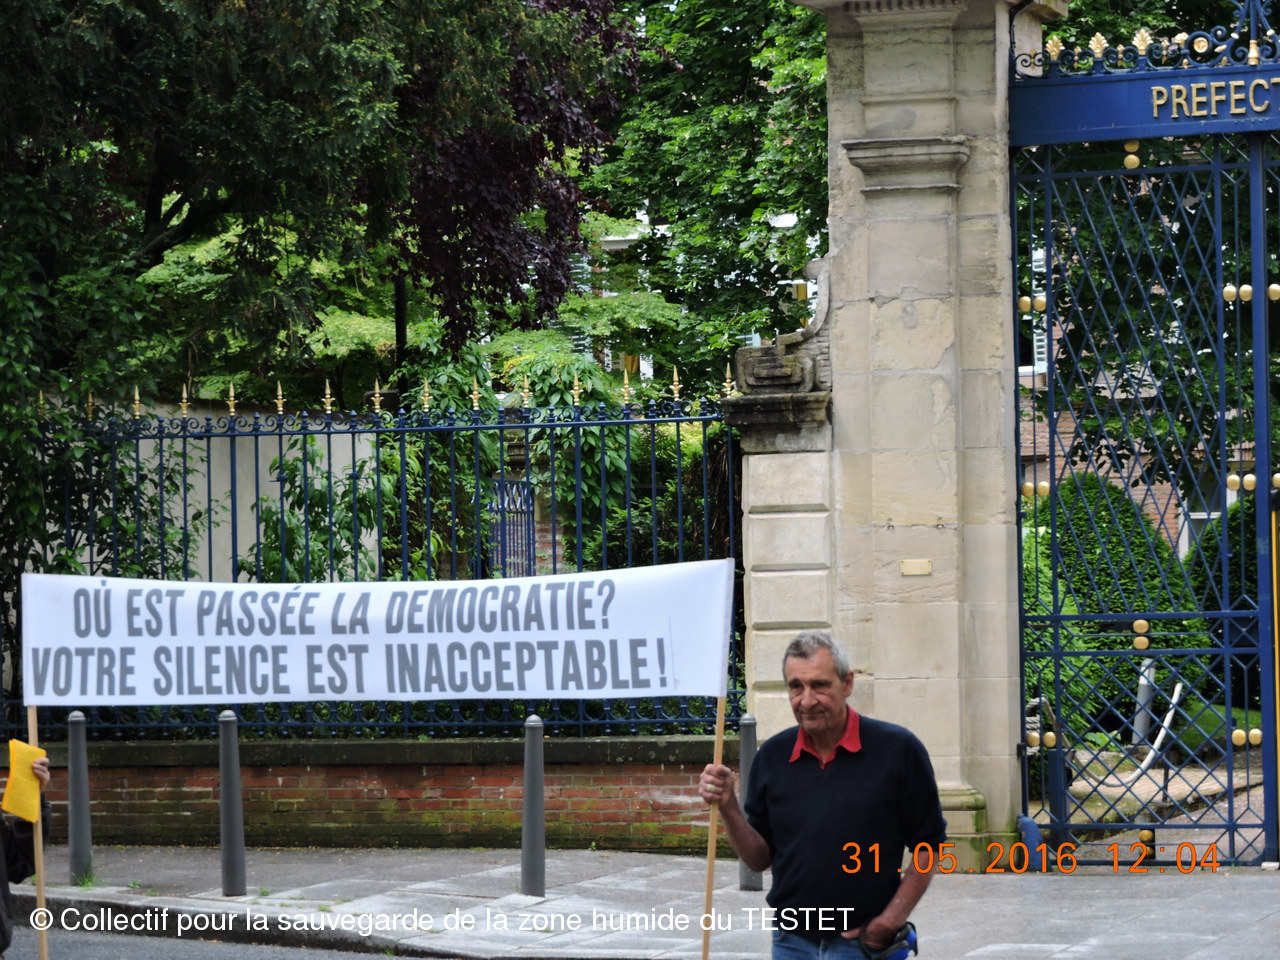 PREFECT
OÙ EST PASSÉE LA DEMOCRATIE?
VOTRE SILENCE EST INACCEPTABLE!
31.05.2016 12:04
© Collectif pour la sauvegarde de la zone humide du TESTET